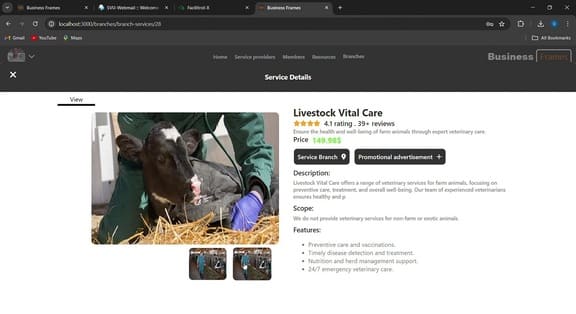 Business Frames
SVVI-Webmail :: Welcome
Facilitrol-X
Business Frames
localhost:3000/branches/branch-services/28
Gmail
YouTube
Maps
All Bookmarks
Home Service providers Members Resources Branches
Business Frames
Service Details
View
Livestock Vital Care
4.1 rating . 39+ reviews
Ensure the health and well-being of farm animals through expert veterinary care.
Price 149.98$
Service Branch
Promotional advertisement +
Description:
Livestock Vital Care offers a range of veterinary services for farm animals, focusing on
preventive care, treatment, and overall well-being. Our team of experienced veterinarians
ensures healthy and p
Scope:
We do not provide veterinary services for non-farm or exotic animals
Features:
• Preventive care and vaccinations.
• Timely disease detection and treatment.
• Nutrition and herd management support.
• 24/7 emergency veterinary care.